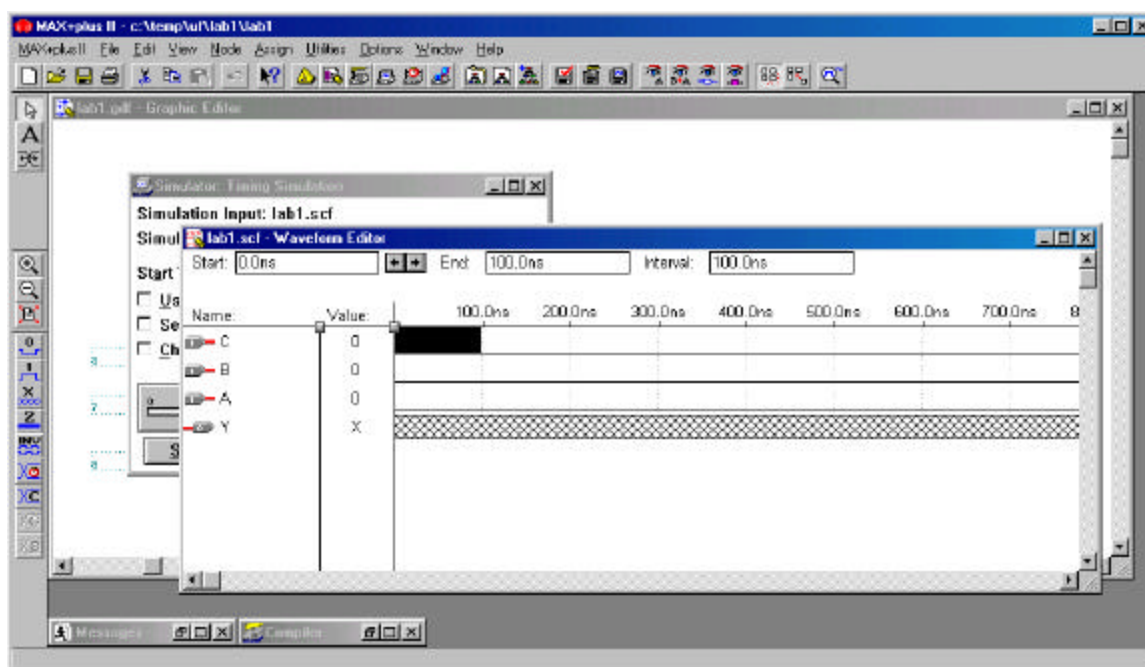 MAX+plus II - c:\temp\uf\lab1\lab1
MAX+plus II File Edit View Node Assign Utilities Options Window Help
lab1.gdf - Graphic Editor
Simulator: Timing Simulation
Simulation Input: lab1.scf
Simul
lab1.scf - Waveform Editor
Start: 0.0ns End: 100.0ns Interval: 100.0ns
Start
Us
Se
Ch
Name: Value: 100.0ns 200.0ns 300.0ns 400.0ns 500.0ns 600.0ns 700.0ns 8
C 0
B 0
A 0
Y X
0
S
Messages Compiler